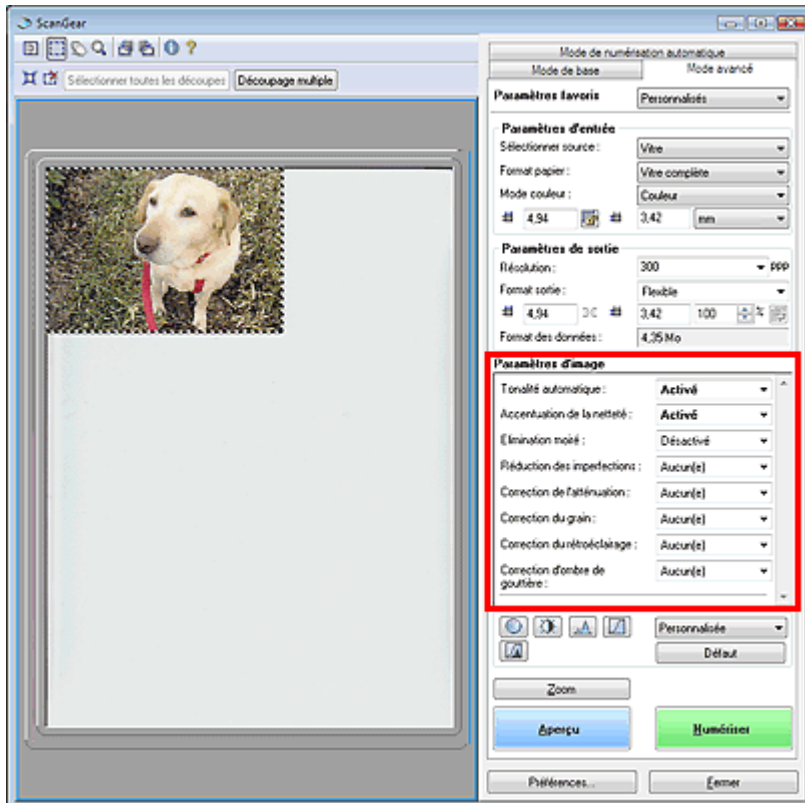 ScanGear
Sélectionner toutes les découpes Découpage multiple
Mode de numérisation automatique
Mode de base Mode avancé
Paramètres favoris Personnalisés
Paramètres d'entrée
Sélectionner source : Vitre
Format papier : Vitre complète
Mode couleur : Couleur
4,94 3,42 mm
Paramètres de sortie
Résolution : 300 PPP
Format sortie : Flexible
4,94 3,42 100 %
Format des données : 4,35 Mo
Paramètres d'image
Tonalité automatique : Activé
Accentuation de la netteté : Activé
Elimination moiré : Désactivé
Réduction des imperfections : Aucun(e)
Correction de l'atténuation : Aucun(e)
Correction du grain : Aucun(e)
Correction du rétroéclairage : Aucun(e)
Correction d'ombre de
gouttière : Aucun(e)
Personnalisée
Défaut
Zoom
Aperçu Numériser
Préférences... Fermer